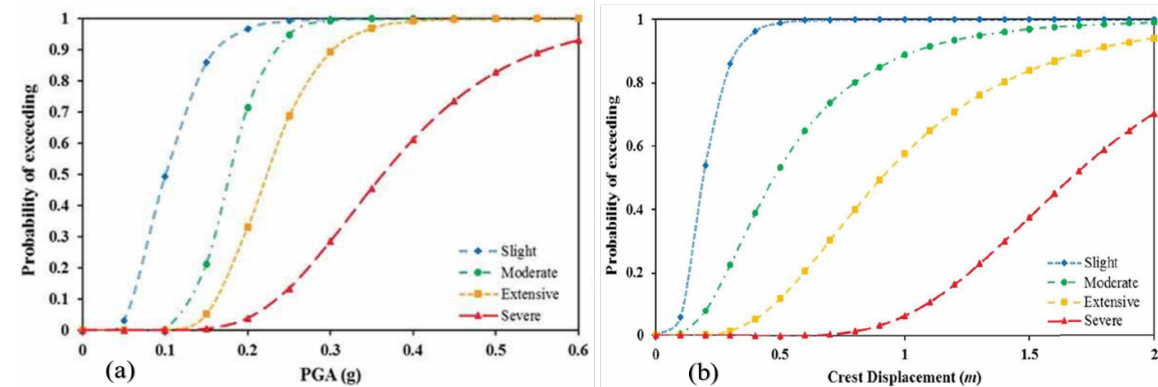 1
0.9
0.8
0.7
0.6
0.5
0.4
0.3
0.2
0.1
0
Probability of exceeding
Slight
Moderate
Extensive
Severe
0 0.1 0.2 0.3 0.4 0.5 0.6
(a) PGA (g)
1
0.8
0.6
0.4
0.2
0
Probability of exceeding
Slight
Moderate
Extensive
Severe
0 0.5 1 1.5 2
(b) Crest Displacement (m)